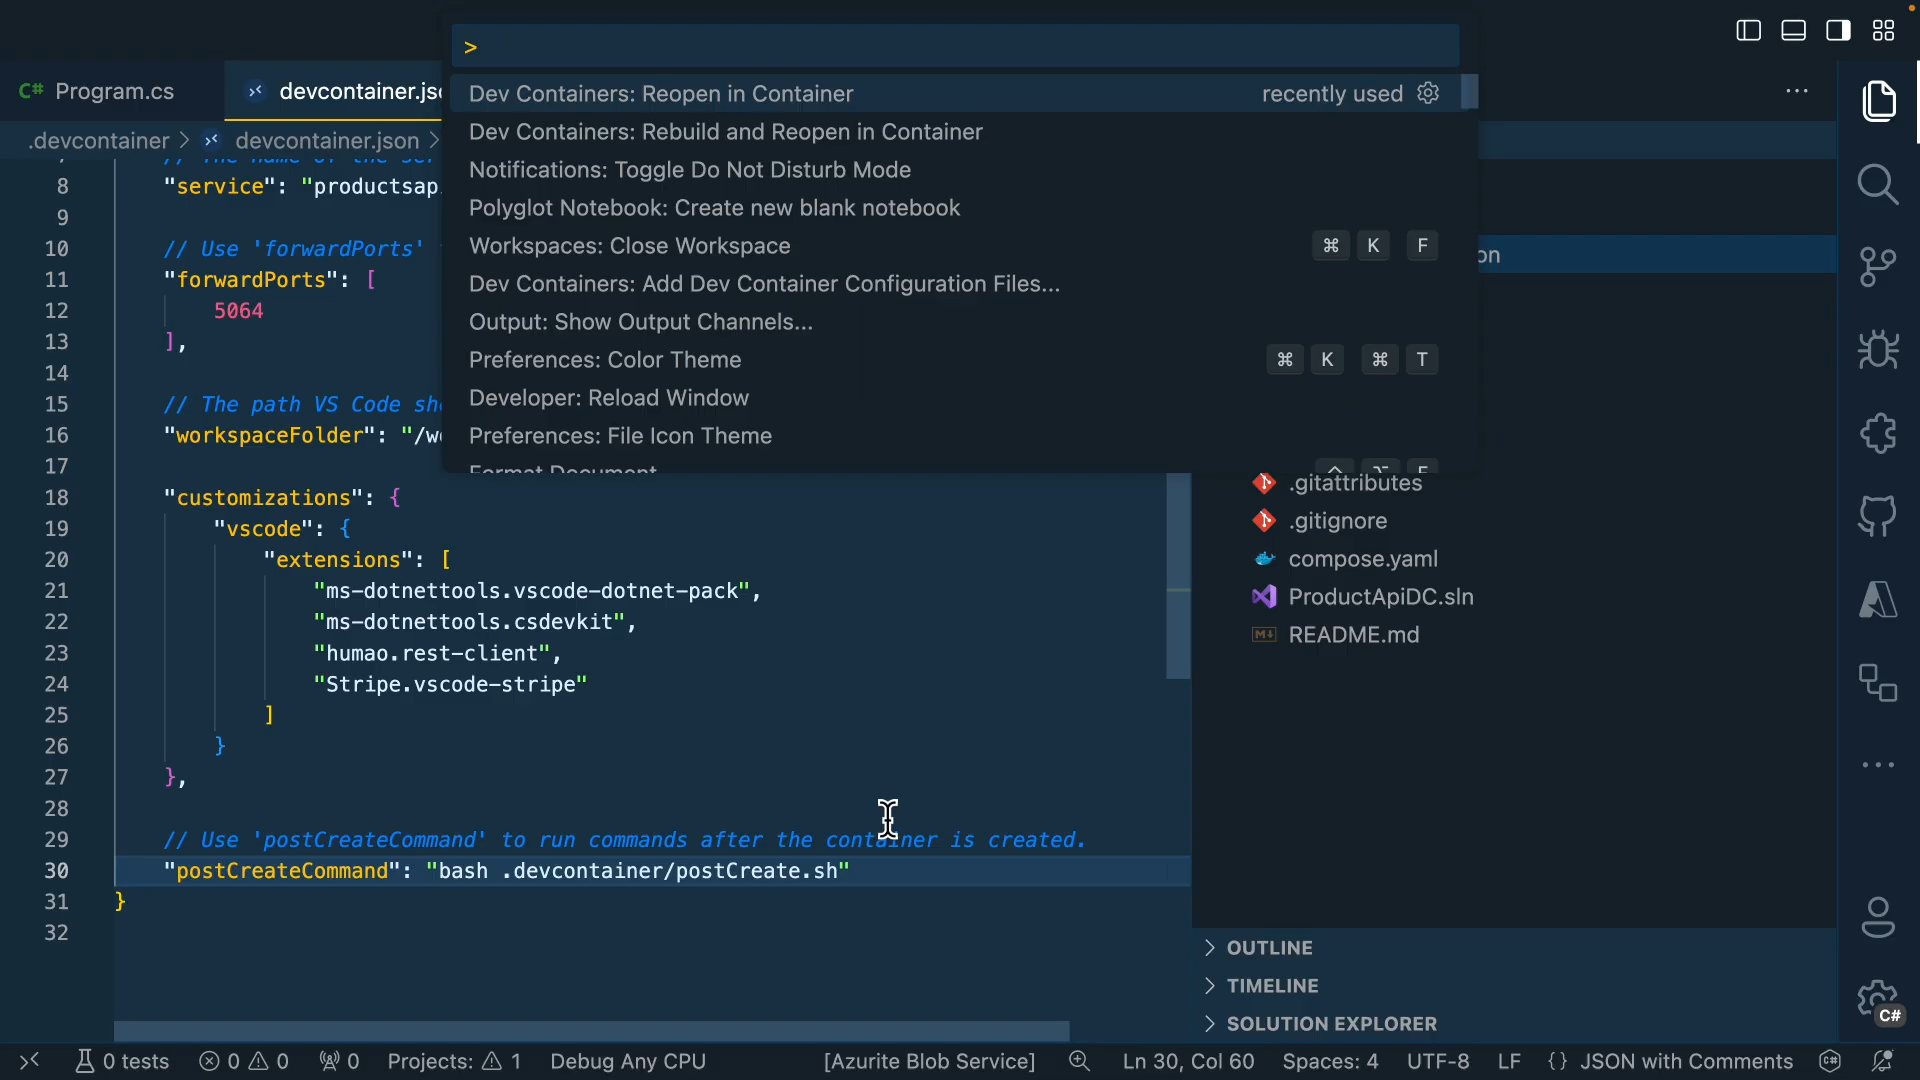 >
C# Program.cs
devcontainer.jso
Dev Containers: Reopen in Container recently used
.devcontainer > devcontainer.json >
Dev Containers: Rebuild and Reopen in Container
Notifications: Toggle Do Not Disturb Mode
Polyglot Notebook: Create new blank notebook
Workspaces: Close Workspace ⌘ K F
Dev Containers: Add Dev Container Configuration Files...
Output: Show Output Channels...
Preferences: Color Theme ⌘ K ⌘ T
Developer: Reload Window
Preferences: File Icon Theme
Format Document
8 "service": "productsap
9
10 // Use 'forwardPorts'
11 "forwardPorts": [
12 5064
13 ],
14
15 // The path VS Code sho
16 "workspaceFolder": "/wo
17
18 "customizations": {
19 "vscode": {
20 "extensions": [
21 "ms-dotnettools.vscode-dotnet-pack",
22 "ms-dotnettools.csdevkit",
23 "humao.rest-client",
24 "Stripe.vscode-stripe"
25 ]
26 }
27 },
28
29 // Use 'postCreateCommand' to run commands after the container is created.
30 "postCreateCommand": "bash .devcontainer/postCreate.sh"
31 }
32
on
.gitattributes
.gitignore
compose.yaml
ProductApiDC.sln
M↓ README.md
> OUTLINE
> TIMELINE
> SOLUTION EXPLORER
C#
0 tests 0 0 0 Projects: 1 Debug Any CPU [Azurite Blob Service] Ln 30, Col 60 Spaces: 4 UTF-8 LF {} JSON with Comments